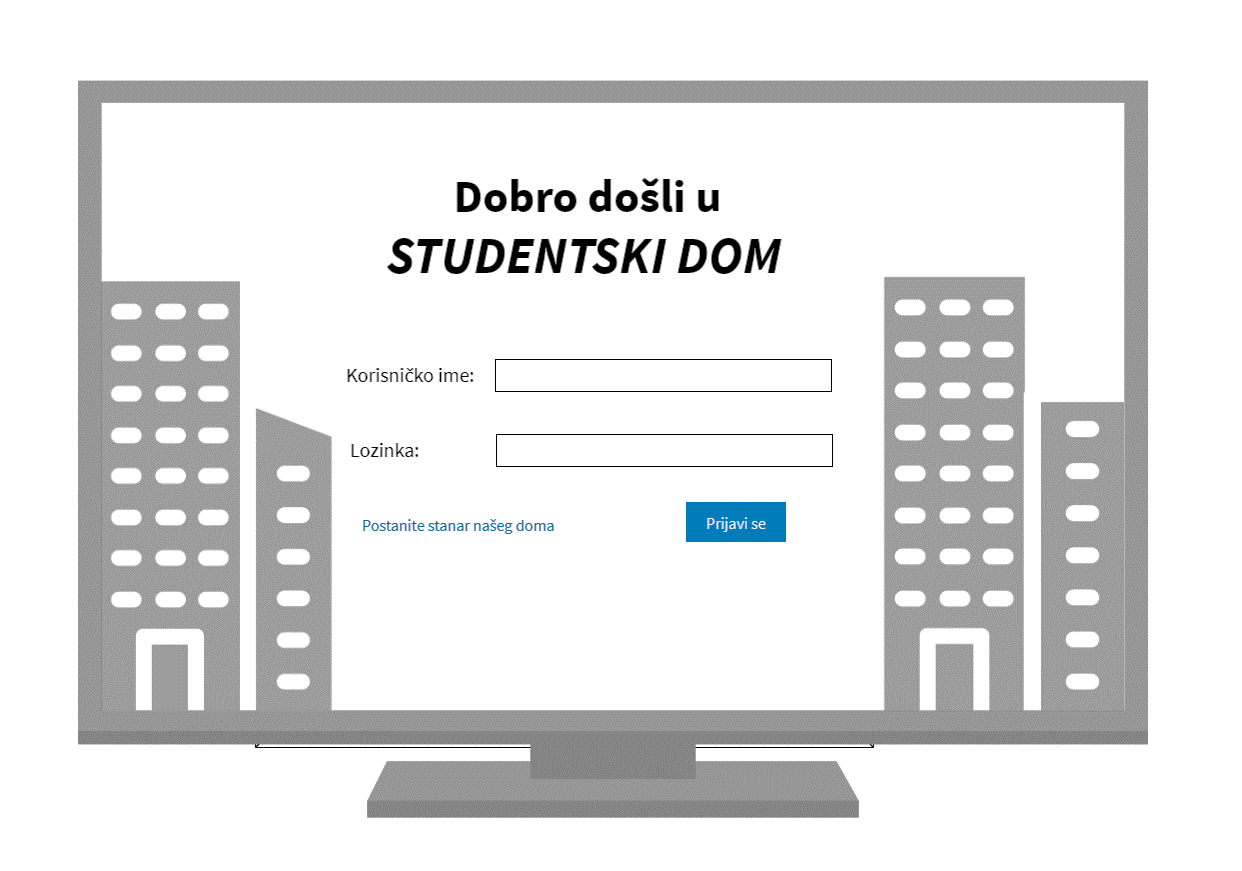 Dobro došli u
STUDENTSKI DOM
Korisničko ime:
Lozinka:
Postanite stanar našeg doma
Prijavi se